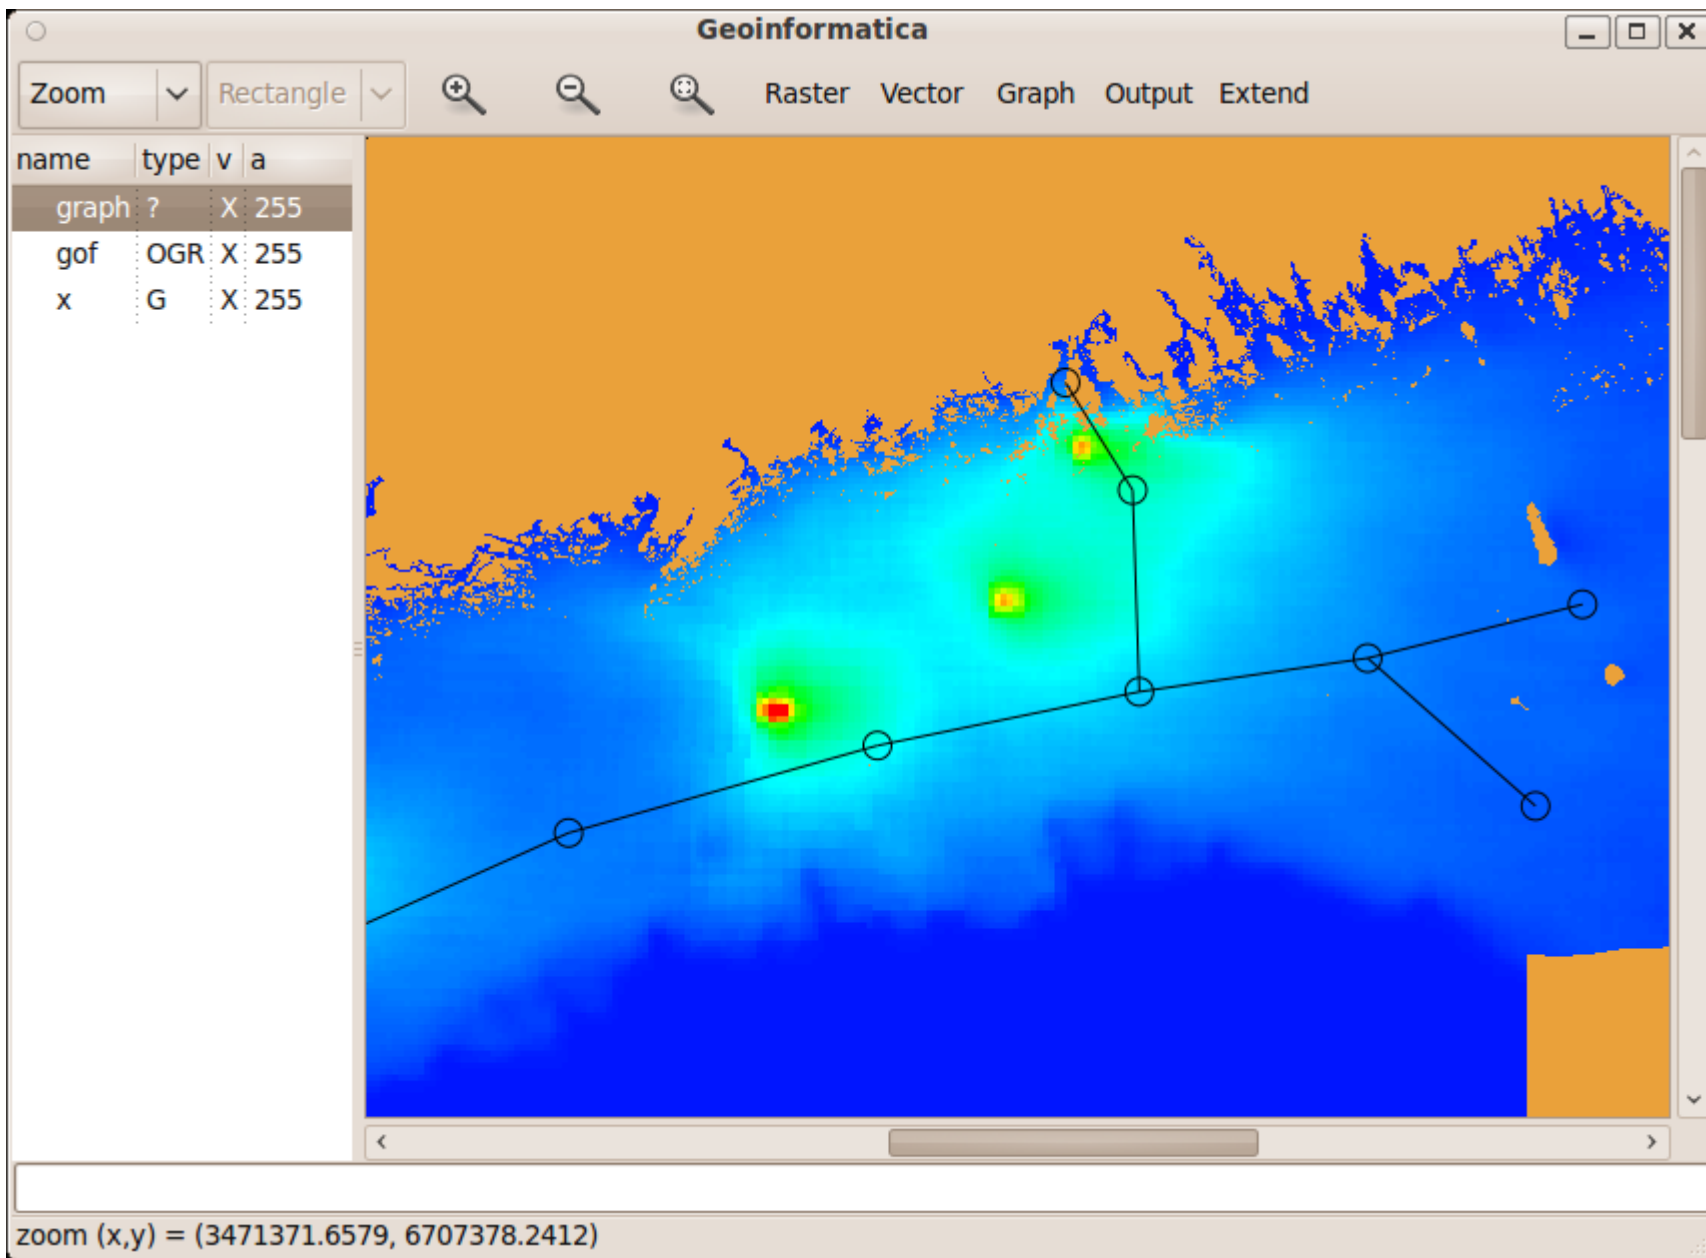 Geoinformatica
Zoom Rectangle Raster Vector Graph Output Extend
name type v a
graph ? X 255
gof OGR X 255
x G X 255
zoom (x,y) = (3471371.6579, 6707378.2412)